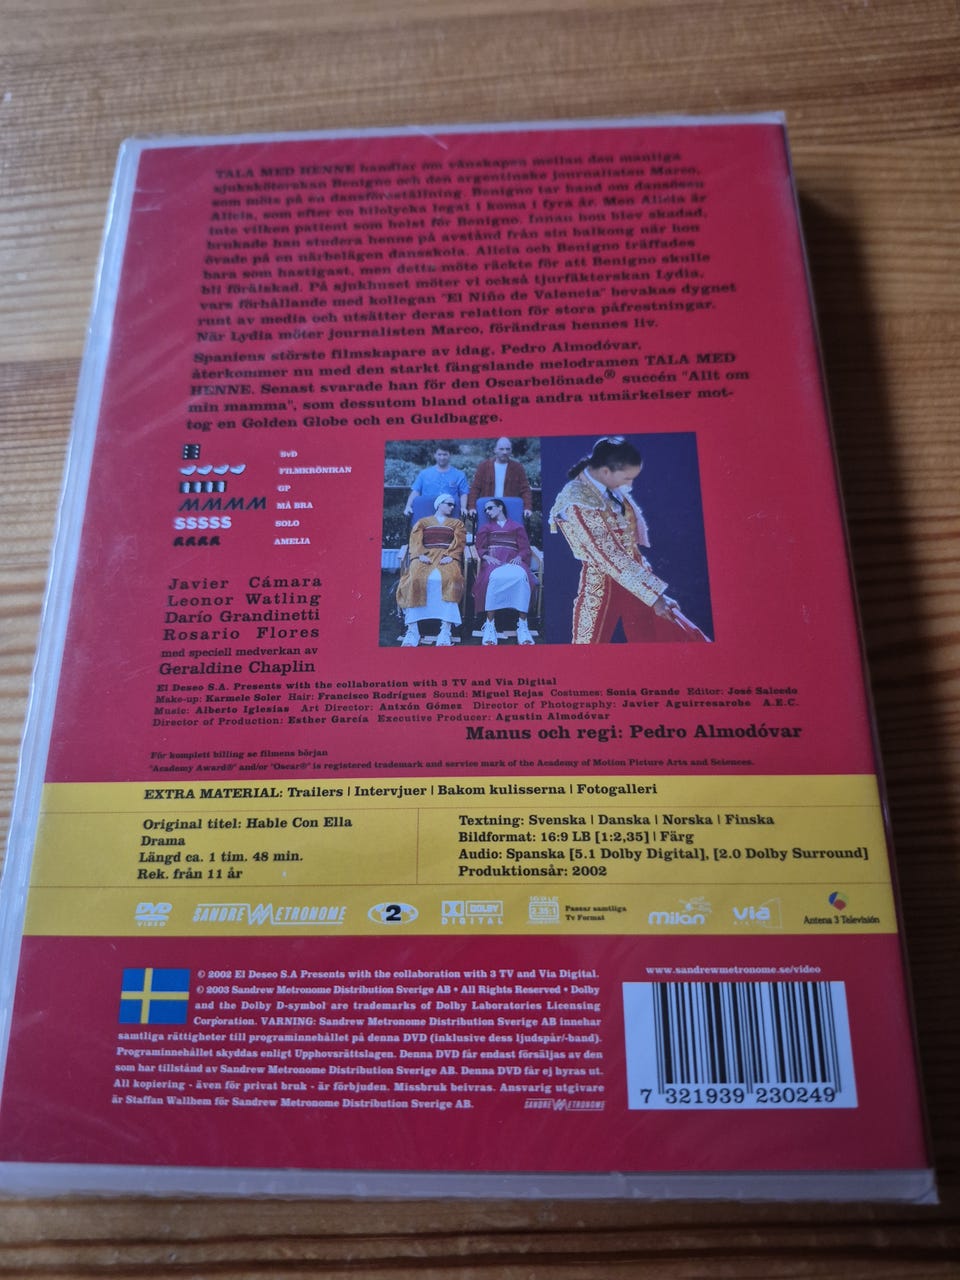 TALA MED HENNE handlar om vänskapen mellan den manliga
sjuksköterskan Benigno och den argentinske journalisten Marco,
som möts på en dansföreställning. Benigno tar hand om dansösen
Alicia, som efter en bilolycka legat i koma i fyra år. Men Alicia är
inte vilken patient som helst för Benigno. Innan hon blev skadad,
brukade han studera henne på avstånd från sin balkong när hon
övade på en närbelägen dansskola. Alicia och Benigno träffades
bara som hastigast, men detta möte räckte för att Benigno skulle
bli förälskad. På sjukhuset möter vi också tjurfäkterskan Lydia,
vars förhållande med kollegan "El Niño de Valencia" bevakas dygnet
runt av media och utsätter deras relation för stora påfrestningar.
När Lydia möter journalisten Marco, förändras hennes liv.
Spaniens störste filmskapare av idag, Pedro Almodóvar,
återkommer nu med den starkt fängslande melodramen TALA MED
HENNE. Senast svarade han för den Oscarbelönade® succén "Allt om
min mamma", som dessutom bland otaliga andra utmärkelser mot-
tog en Golden Globe och en Guldbagge.
SvD
FILMKRÖNIKAN
GP
MMMM MÅ BRA
SSSSS SOLO
AAAA AMELIA
Javier Cámara
Leonor Watling
Darío Grandinetti
Rosario Flores
med speciell medverkan av
Geraldine Chaplin
El Deseo S.A. Presents with the collaboration with 3 TV and Via Digital
Make-up: Karmele Soler Hair: Francisco Rodríguez Sound: Miguel Rejas Costumes: Sonia Grande Editor: José Salcedo
Music: Alberto Iglesias Art Director: Antxón Gómez Director of Photography: Javier Aguirresarobe A.E.C.
Director of Production: Esther García Executive Producer: Agustín Almodóvar
Manus och regi: Pedro Almodóvar
För komplett billing se filmens början
"Academy Award®" and/or "Oscar®" is registered trademark and service mark of the Academy of Motion Picture Arts and Sciences.
EXTRA MATERIAL: Trailers | Intervjuer | Bakom kulisserna | Fotogalleri
Original titel: Hable Con Ella
Drama
Längd ca. 1 tim. 48 min.
Rek. från 11 år
Textning: Svenska | Danska | Norska | Finska
Bildformat: 16:9 LB [1:2,35] | Färg
Audio: Spanska [5.1 Dolby Digital], [2.0 Dolby Surround]
Produktionsår: 2002
DVD VIDEO
SANDREW METRONOME
2
DOLBY DIGITAL
16:9 LB
2.35:1
Passar samtliga
Tv Format
milán
vía
Antena 3 Televisión
© 2002 El Deseo S.A Presents with the collaboration with 3 TV and Via Digital.
© 2003 Sandrew Metronome Distribution Sverige AB • All Rights Reserved • Dolby
and the Dolby D-symbol are trademarks of Dolby Laboratories Licensing
Corporation. VARNING: Sandrew Metronome Distribution Sverige AB innehar
samtliga rättigheter till programinnehållet på denna DVD (inklusive dess ljudspår/-band).
Programinnehållet skyddas enligt Upphovsrättslagen. Denna DVD får endast försäljas av den
som har tillstånd av Sandrew Metronome Distribution Sverige AB. Denna DVD får ej hyras ut.
All kopiering - även för privat bruk - är förbjuden. Missbruk beivras. Ansvarig utgivare
är Staffan Wallhem för Sandrew Metronome Distribution Sverige AB.
SANDREW METRONOME
www.sandrewmetronome.se/video
7 321939 230249